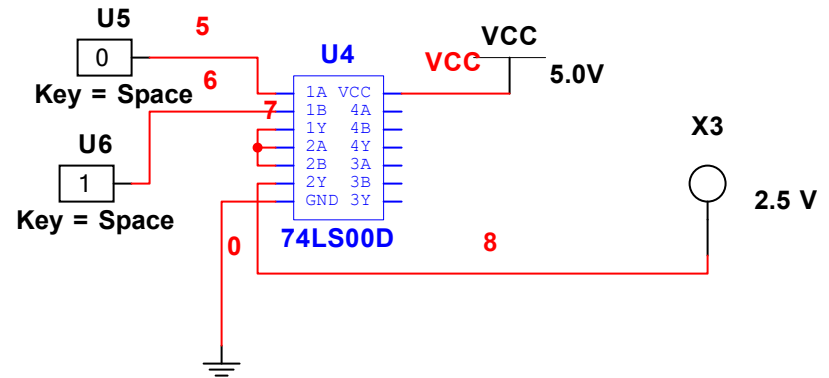 U5
5
0
Key = Space
6
U6
1
Key = Space
7
U4
1A VCC
1B 4A
1Y 4B
2A 4Y
2B 3A
2Y 3B
GND 3Y
74LS00D
VCC
VCC
5.0V
X3
2.5 V
0
8